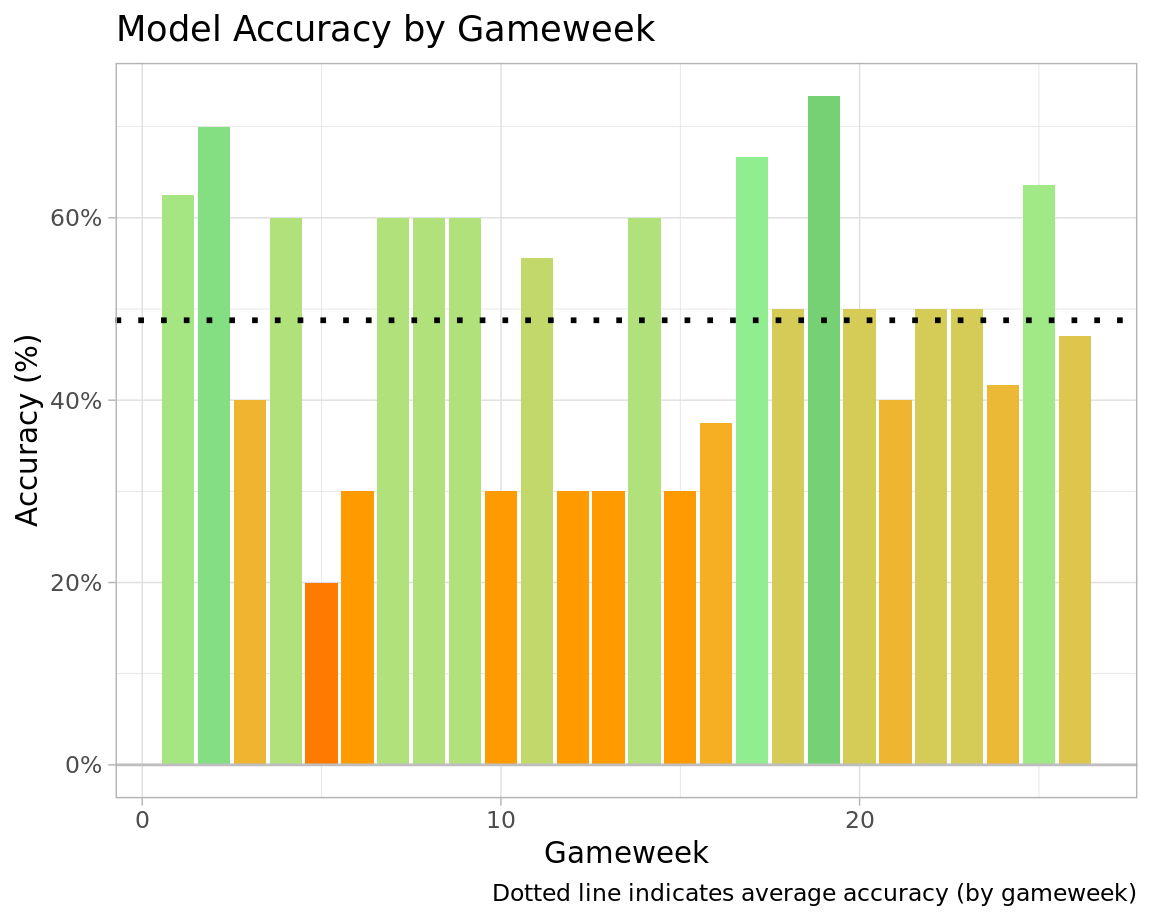 Model Accuracy by Gameweek
Accuracy (%)
60%
40%
20%
0%
0 10 20
Gameweek
Dotted line indicates average accuracy (by gameweek)